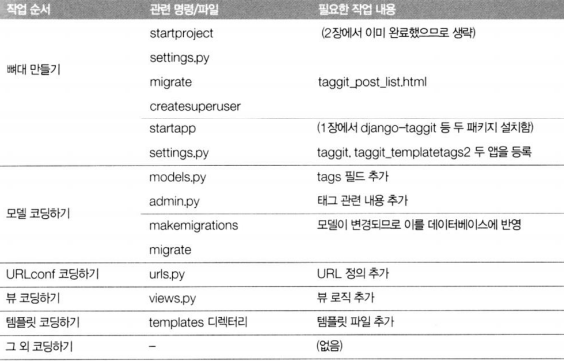 작업 순서 관련 명령/파일 필요한 작업 내용
startproject (2장에서 이미 완료했으므로 생략)
settings.py
뼈대 만들기
migrate taggit_post_list.html
createsuperuser
startapp (1장에서 django-taggit 등 두 패키지 설치함)
settings.py taggit, taggit_templatetags2 두 앱을 등록
models.py tags 필드 추가
admin.py 태그 관련 내용 추가
모델 코딩하기
makemigrations 모델이 변경되므로 이를 데이터베이스에 반영
migrate
URLconf 코딩하기 urls.py URL 정의 추가
뷰 코딩하기 views.py 뷰 로직 추가
템플릿 코딩하기 templates 디렉터리 템플릿 파일 추가
그 외 코딩하기 - (없음)